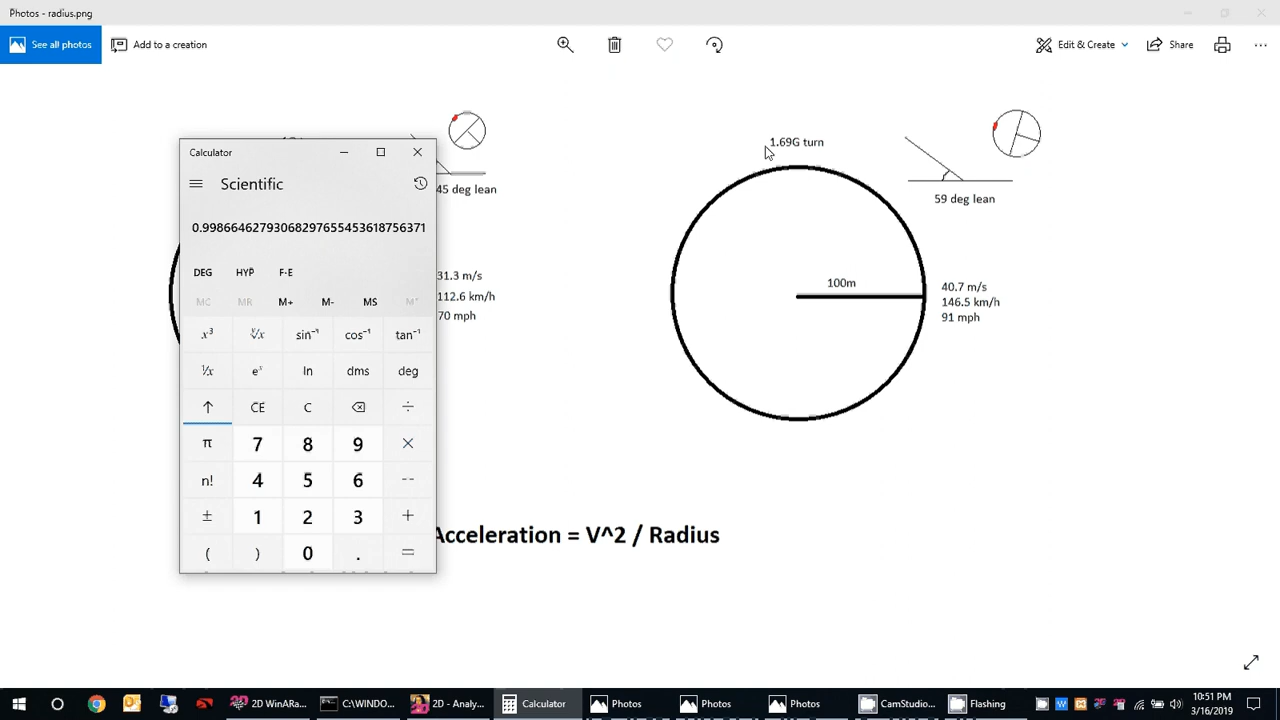 Photos - radius.png
See all photos
Add to a creation
Edit & Create
Share
Calculator
Scientific
0.99866462793068297655453618756371
DEG HYP F-E
MC MR M+ M- MS
x³ ʸ√x sin⁻¹ cos⁻¹ tan⁻¹
¹/x eˣ ln dms deg
↑ CE C ÷
π 7 8 9 ×
n! 4 5 6 −
± 1 2 3 +
( ) 0 . =
45 deg lean
31.3 m/s
112.6 km/h
70 mph
1.69G turn
59 deg lean
100m
40.7 m/s
146.5 km/h
91 mph
Acceleration = V^2 / Radius
2D WinARa...
C:\WINDO...
2D - Analy...
Calculator
Photos
Photos
Photos
CamStudio...
Flashing
10:51 PM
3/16/2019